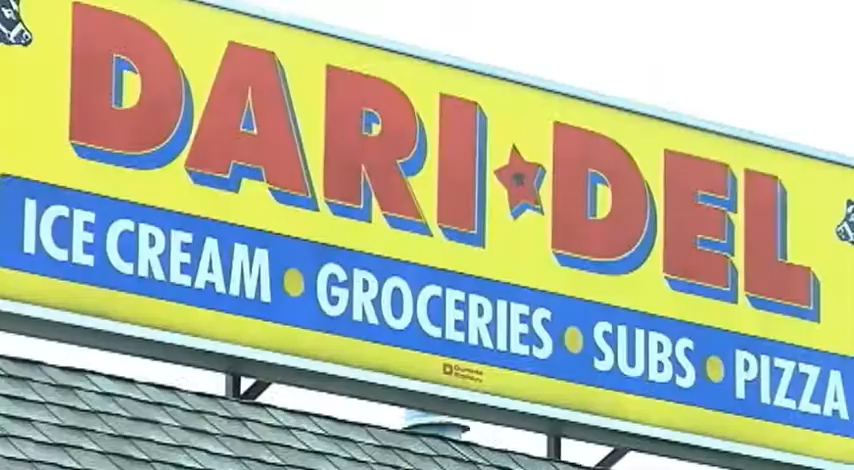 DARI★DEL
ICE CREAM • GROCERIES • SUBS • PIZZA